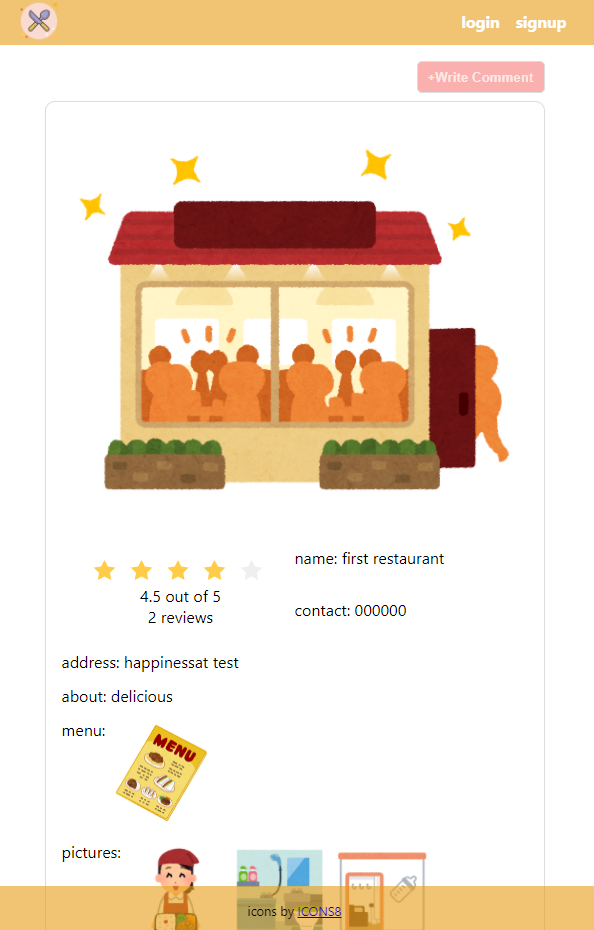 login signup
+Write Comment
name: first restaurant
4.5 out of 5
2 reviews
contact: 000000
address: happinessat test
about: delicious
menu:
MENU
pictures:
icons by ICONS8